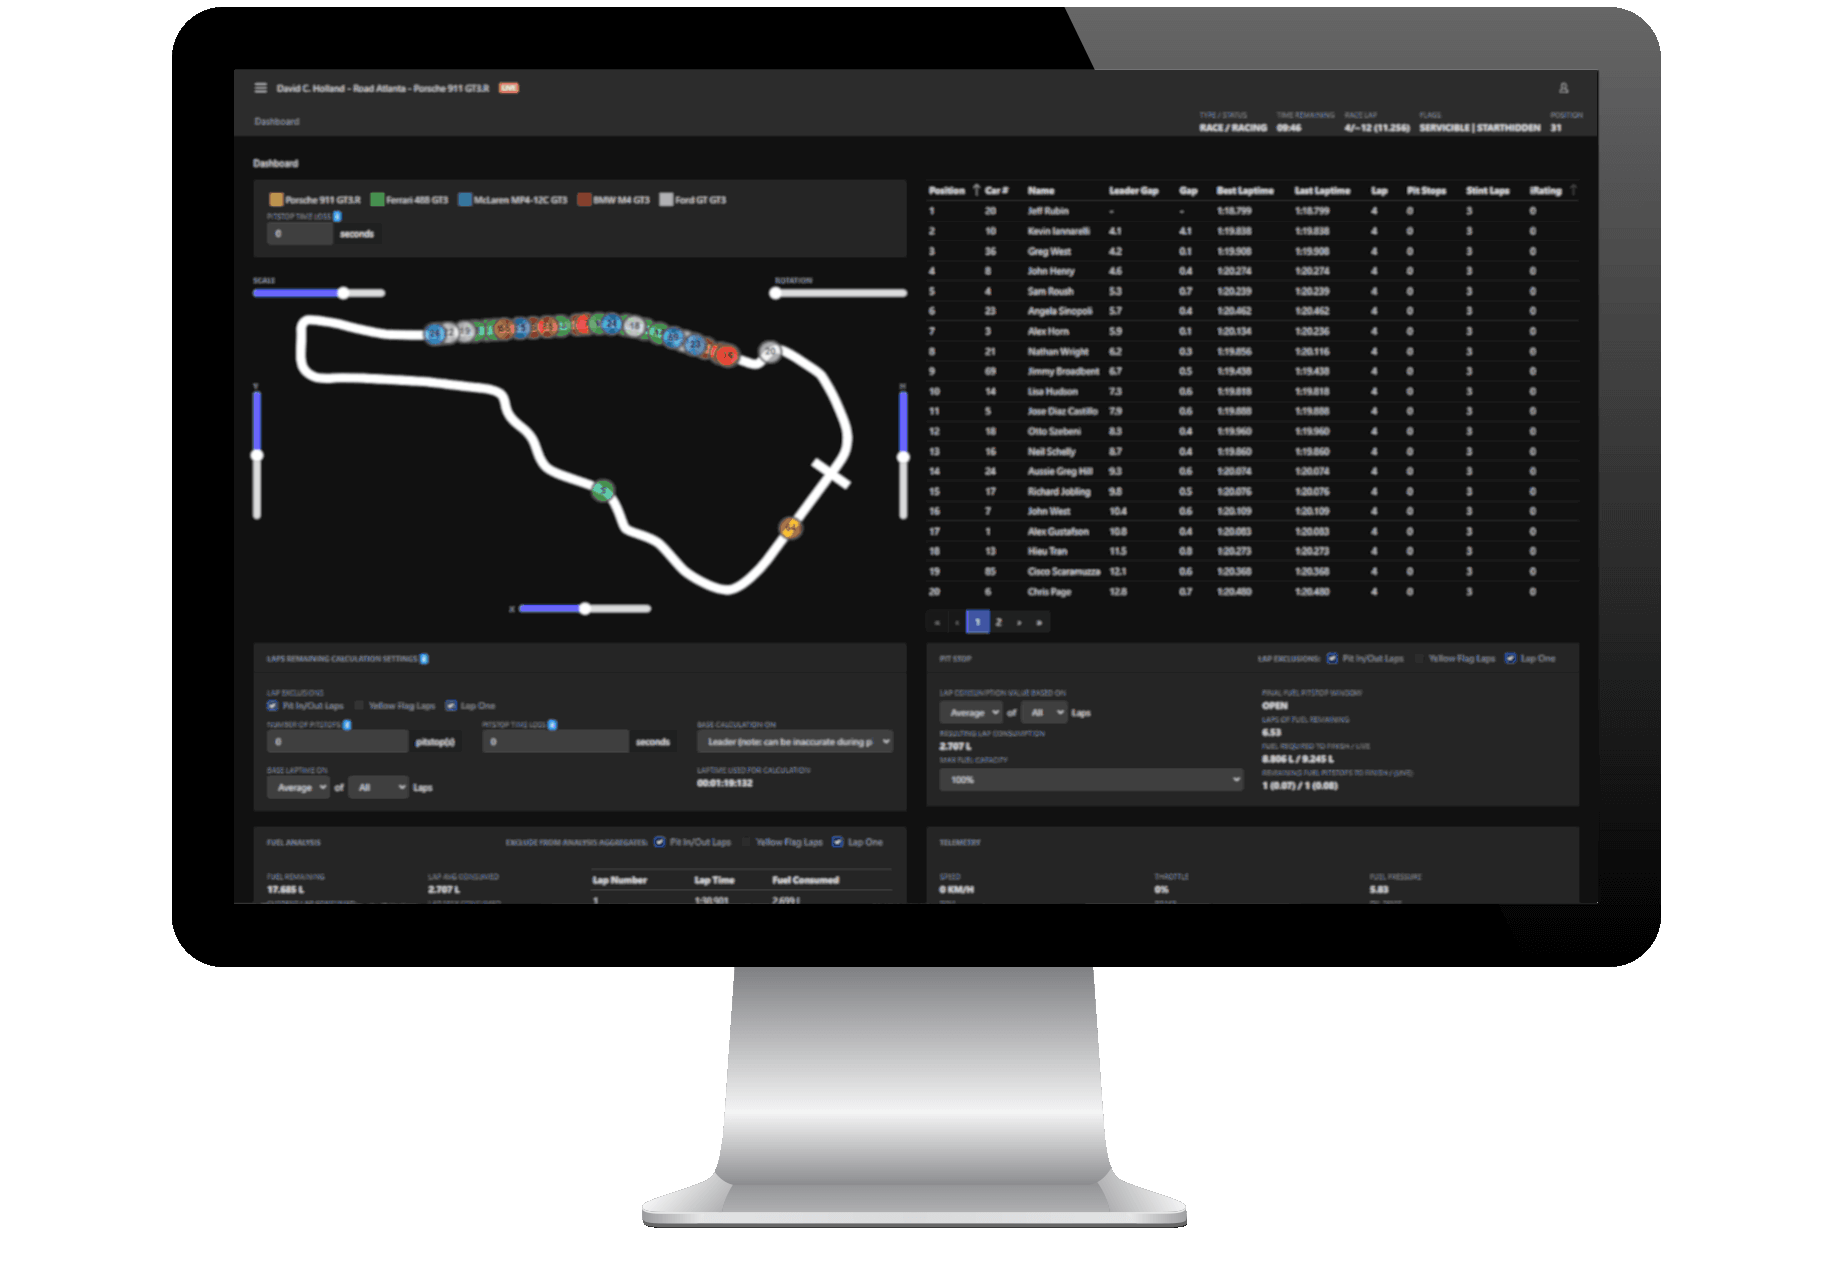 David C. Holland - Road Atlanta - Porsche 911 GT3.R LIVE
Dashboard
TYPE / STATUS TIME REMAINING RACE LAP FLAGS POSITION
RACE / RACING 09:46 4/~12 (11.256) SERVICIBLE | STARTHIDDEN 31
Dashboard
Porsche 911 GT3.R Ferrari 488 GT3 McLaren MP4-12C GT3 BMW M4 GT3 Ford GT GT3
PITSTOP TIME LOSS
0 seconds
SCALE
ROTATION
Y
H
X
Position Car # Name Leader Gap Gap Best Laptime Last Laptime Lap Pit Stops Stint Laps iRating
1 20 Jeff Rubin - - 1:18.799 1:18.799 4 0 3 0
2 10 Kevin Iannarelli 4.1 4.1 1:19.838 1:19.838 4 0 3 0
3 36 Greg West 4.2 0.1 1:19.908 1:19.908 4 0 3 0
4 8 John Henry 4.6 0.4 1:20.274 1:20.274 4 0 3 0
5 4 Sam Roush 5.3 0.7 1:20.239 1:20.239 4 0 3 0
6 23 Angela Sinopoli 5.7 0.4 1:20.462 1:20.462 4 0 3 0
7 3 Alex Horn 5.9 0.1 1:20.134 1:20.236 4 0 3 0
8 21 Nathan Wright 6.2 0.3 1:19.856 1:20.116 4 0 3 0
9 69 Jimmy Broadbent 6.7 0.5 1:19.438 1:19.438 4 0 3 0
10 14 Lisa Hudson 7.3 0.6 1:19.818 1:19.818 4 0 3 0
11 5 Jose Diaz Castillo 7.9 0.6 1:19.888 1:19.888 4 0 3 0
12 18 Otto Szebeni 8.3 0.4 1:19.960 1:19.960 4 0 3 0
13 16 Neil Schelly 8.7 0.4 1:19.860 1:19.860 4 0 3 0
14 24 Aussie Greg Hill 9.3 0.6 1:20.074 1:20.074 4 0 3 0
15 17 Richard Jobling 9.8 0.5 1:20.076 1:20.076 4 0 3 0
16 7 John West 10.4 0.6 1:20.109 1:20.109 4 0 3 0
17 1 Alex Gustafson 10.8 0.4 1:20.083 1:20.083 4 0 3 0
18 13 Hieu Tran 11.5 0.8 1:20.273 1:20.273 4 0 3 0
19 85 Cisco Scaramuzza 12.1 0.6 1:20.368 1:20.368 4 0 3 0
20 6 Chris Page 12.8 0.7 1:20.480 1:20.480 4 0 3 0
« ‹ 1 2 › »
LAPS REMAINING CALCULATION SETTINGS
LAP EXCLUSIONS
Pit In/Out Laps Yellow Flag Laps Lap One
NUMBER OF PITSTOPS PITSTOP TIME LOSS BASE CALCULATION ON
0 pitstop(s) 0 seconds Leader (note: can be inaccurate during p
BASE LAPTIME ON LAPTIME USED FOR CALCULATION
Average of All Laps 00:01:19:132
PIT STOP LAP EXCLUSIONS: Pit In/Out Laps Yellow Flag Laps Lap One
LAP CONSUMPTION VALUE BASED ON
Average of All Laps
RESULTING LAP CONSUMPTION
2.707 L
MAX FUEL CAPACITY
100%
FINAL FUEL PITSTOP WINDOW
OPEN
LAPS OF FUEL REMAINING
6.53
FUEL REQUIRED TO FINISH / LIVE
8.806 L / 9.245 L
REMAINING FUEL PITSTOPS TO FINISH / (LIVE)
1 (0.07) / 1 (0.08)
FUEL ANALYSIS EXCLUDE FROM ANALYSIS AGGREGATES: Pit In/Out Laps Yellow Flag Laps Lap One
FUEL REMAINING LAP AVG CONSUMED
17.685 L 2.707 L
Lap Number Lap Time Fuel Consumed
1 1:30.901 2.699 L
TELEMETRY
SPEED THROTTLE FUEL PRESSURE
0 KM/H 0% 5.83